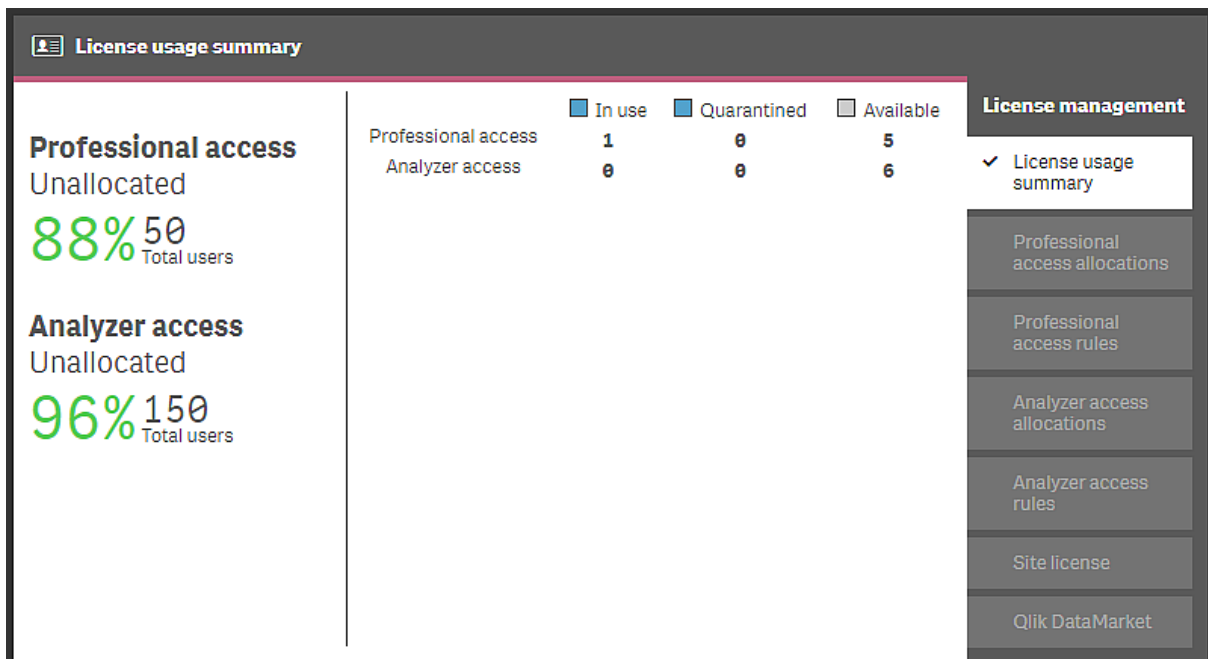 License usage summary
Professional access
Unallocated
88% 50
Total users
Analyzer access
Unallocated
96% 150
Total users
In use Quarantined Available
Professional access 1 0 5
Analyzer access 0 0 6
License management
License usage
summary
Professional
access allocations
Professional
access rules
Analyzer access
allocations
Analyzer access
rules
Site license
Qlik DataMarket